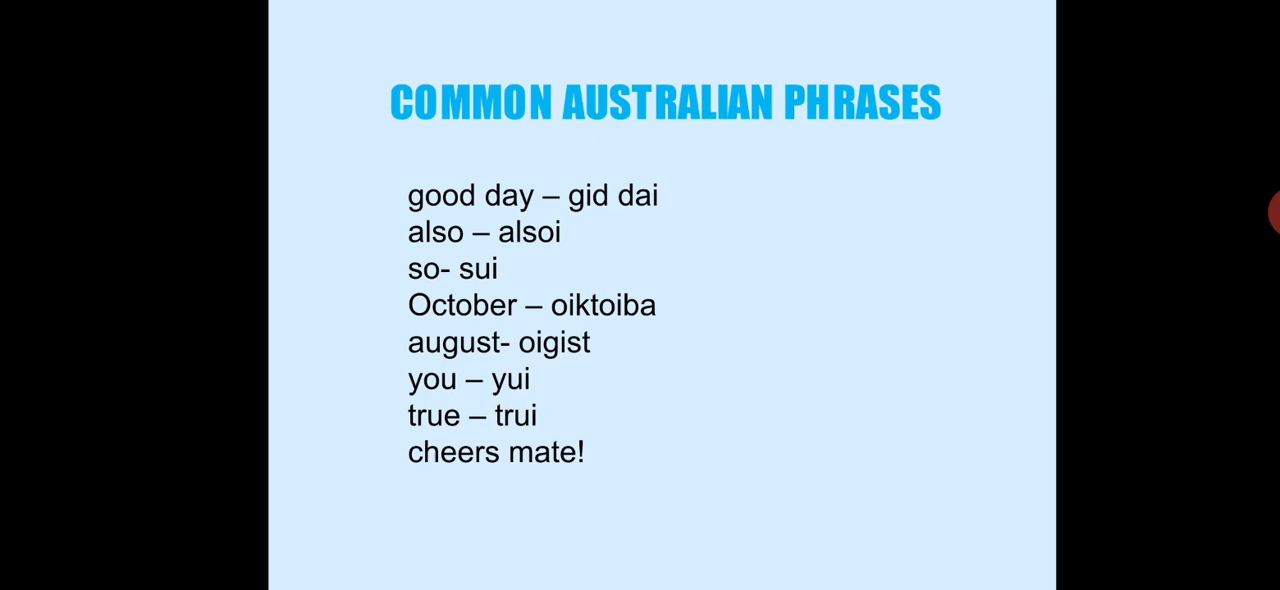 COMMON AUSTRALIAN PHRASES
good day – gid dai
also – alsoi
so- sui
October – oiktoiba
august- oigist
you – yui
true – trui
cheers mate!